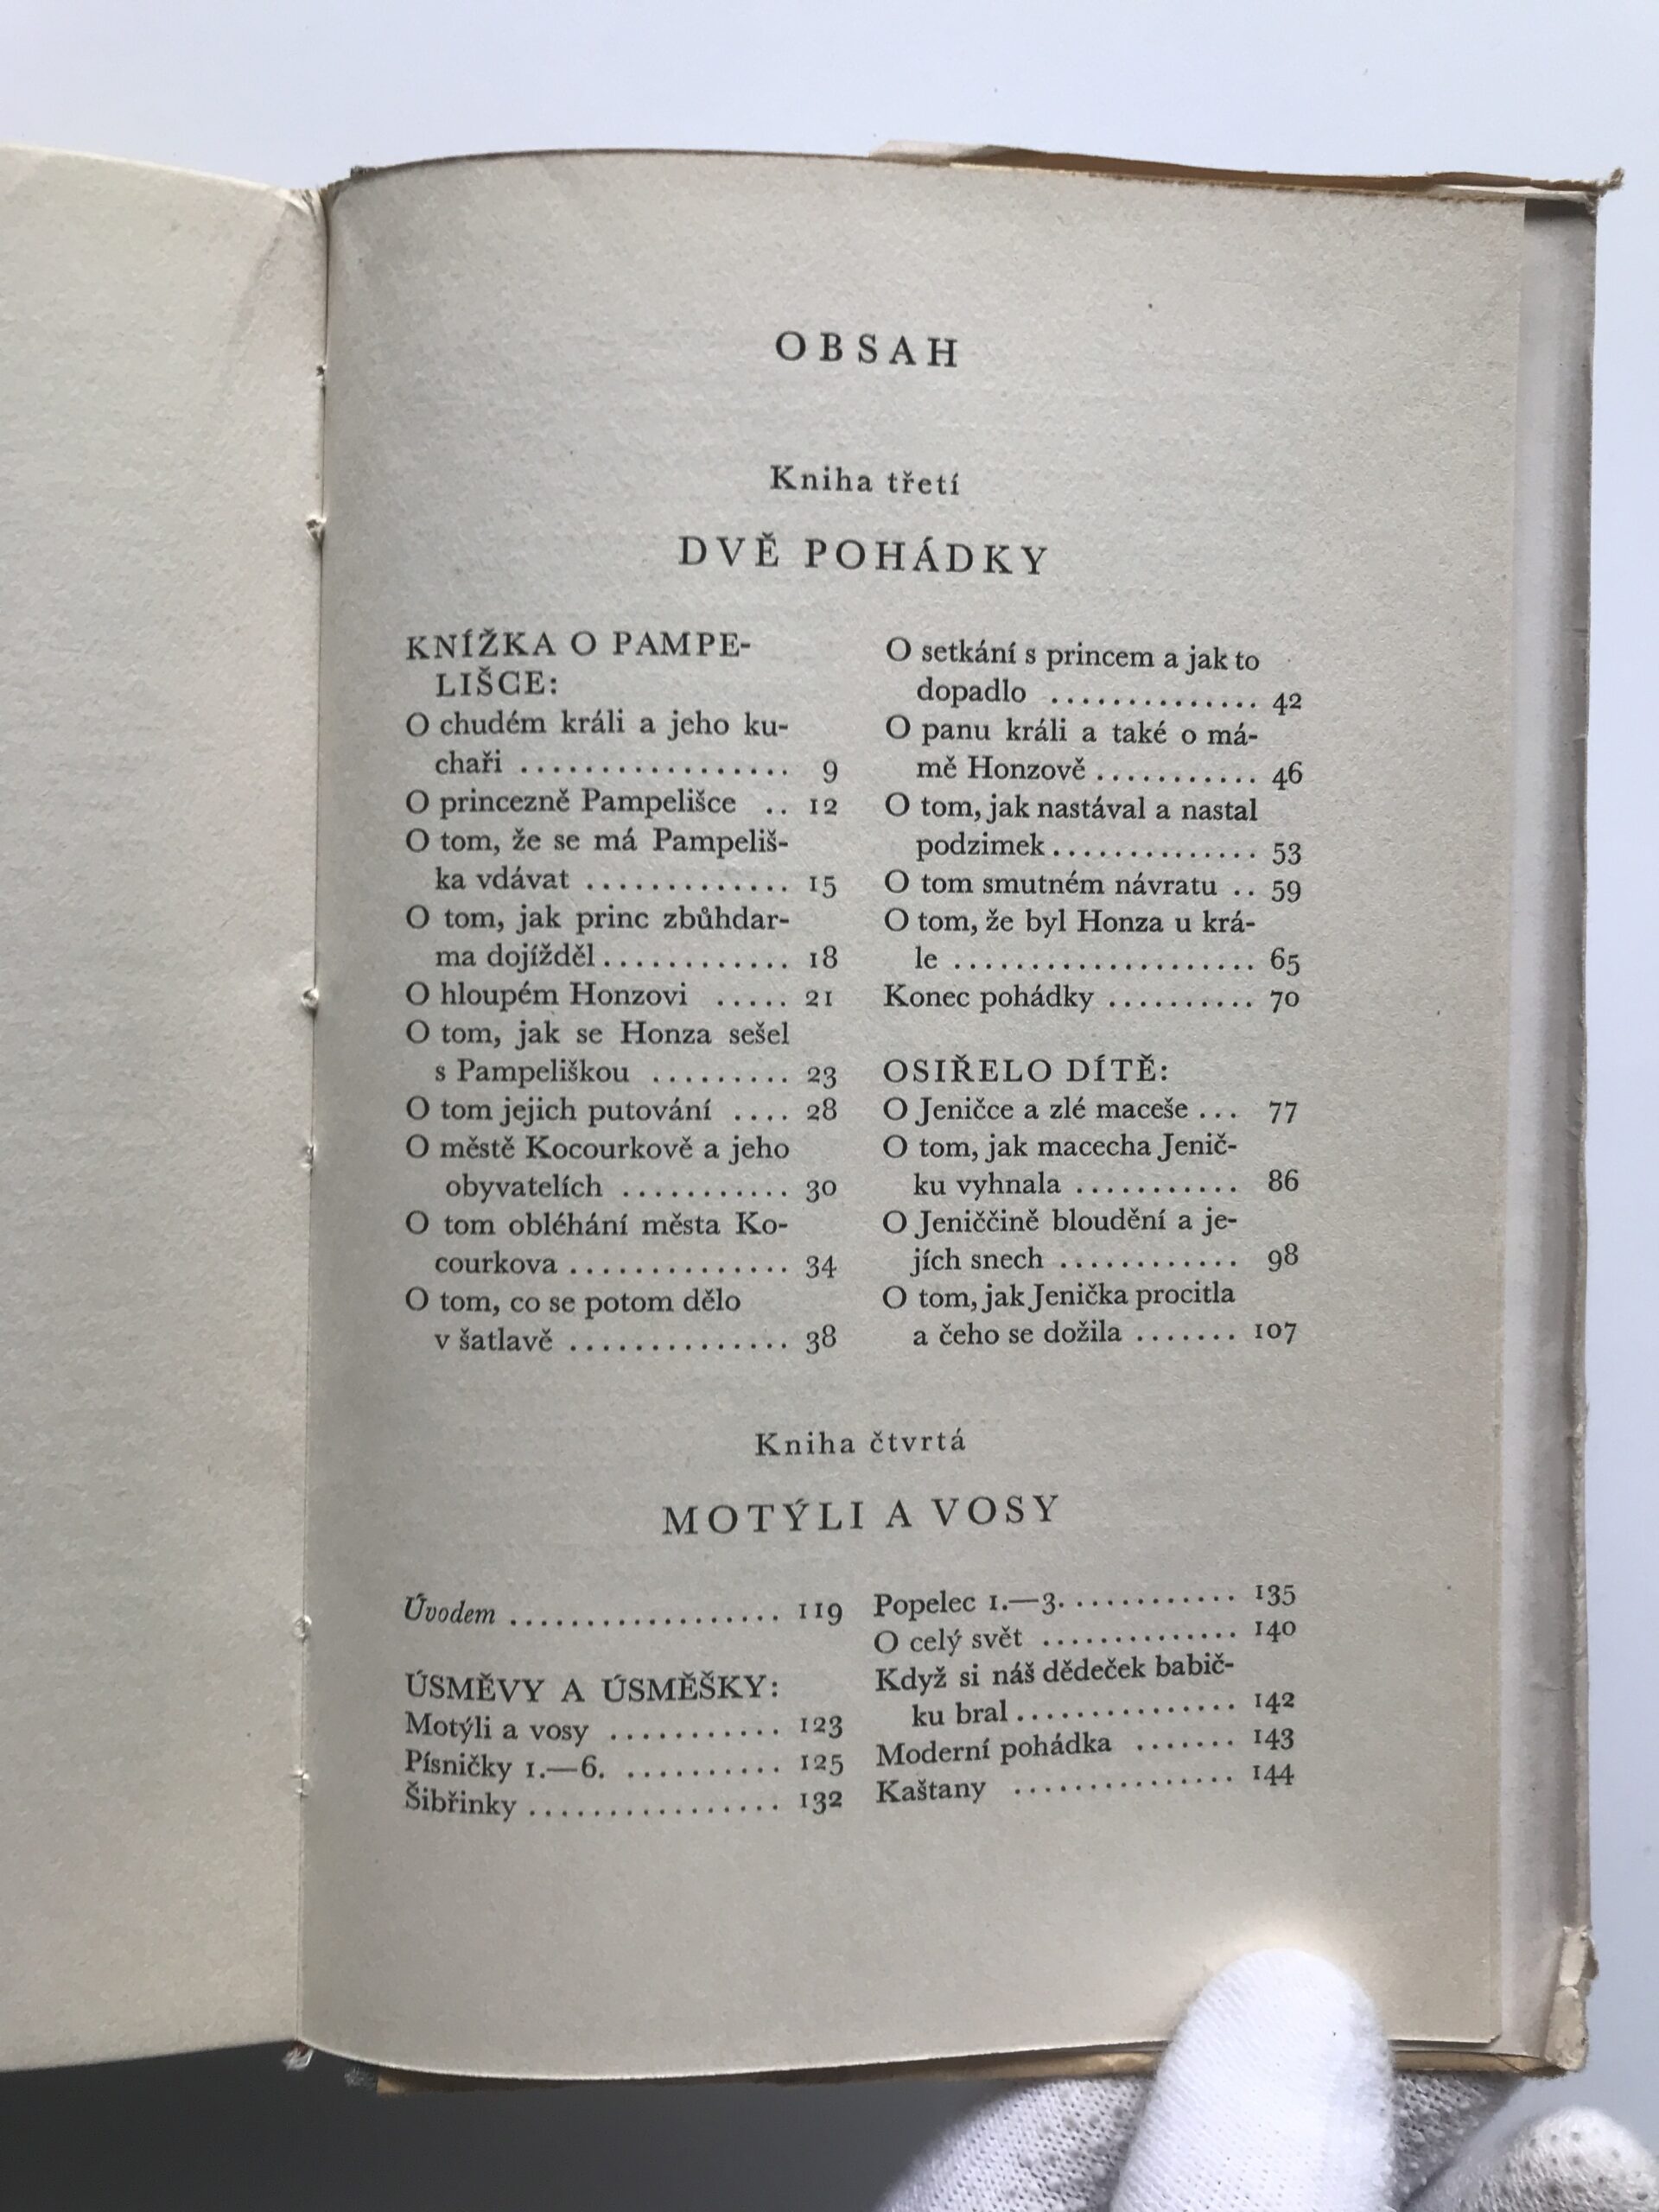 OBSAH
Kniha třetí
DVĚ POHÁDKY
KNÍŽKA O PAMPE-
LIŠCE:
O chudém králi a jeho ku-
chaři ................. 9
O princezně Pampelišce .. 12
O tom, že se má Pampeliš-
ka vdávat ............. 15
O tom, jak princ zbůhdar-
ma dojížděl............ 18
O hloupém Honzovi ..... 21
O tom, jak se Honza sešel
s Pampeliškou ......... 23
O tom jejich putování .... 28
O městě Kocourkově a jeho
obyvatelích ........... 30
O tom obléhání města Ko-
courkova .............. 34
O tom, co se potom dělo
v šatlavě .............. 38
O setkání s princem a jak to
dopadlo .............. 42
O panu králi a také o má-
mě Honzově ........... 46
O tom, jak nastával a nastal
podzimek.............. 53
O tom smutném návratu .. 59
O tom, že byl Honza u krá-
le .................... 65
Konec pohádky .......... 70
OSIŘELO DÍTĚ:
O Jeničce a zlé maceše ... 77
O tom, jak macecha Jenič-
ku vyhnala ........... 86
O Jeniččině bloudění a je-
jích snech ............ 98
O tom, jak Jenička procitla
a čeho se dožila ....... 107
Kniha čtvrtá
MOTÝLI A VOSY
Úvodem .................. 119
ÚSMĚVY A ÚSMĚŠKY:
Motýli a vosy ........... 123
Písničky 1.—6. .......... 125
Šibřinky ................ 132
Popelec 1.—3. ........... 135
O celý svět ............. 140
Když si náš dědeček babič-
ku bral ............... 142
Moderní pohádka ....... 143
Kaštany ............... 144